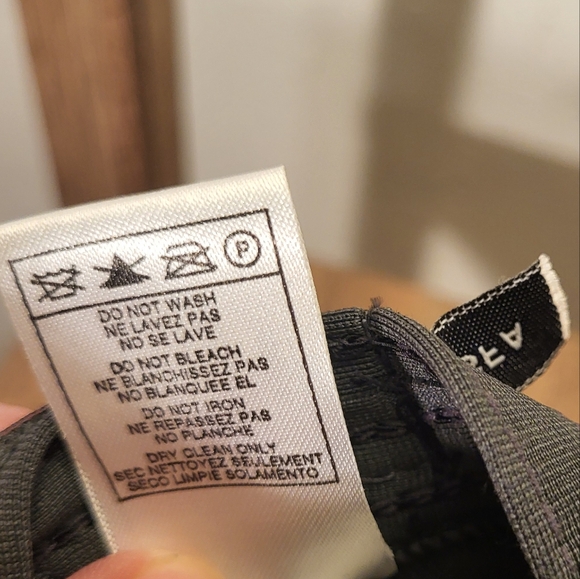 P
DO NOT WASH
NE LAVEZ PAS
NO SE LAVE
DO NOT BLEACH
NE BLANCHISSEZ PAS
NO BLANQUEE EL
DO NOT IRON
NE REPASSEZ PAS
NO PLANCHE
DRY CLEAN ONLY
SEC NETTOYEZ SEULEMENT
SECO LIMPIE SOLAMENTO